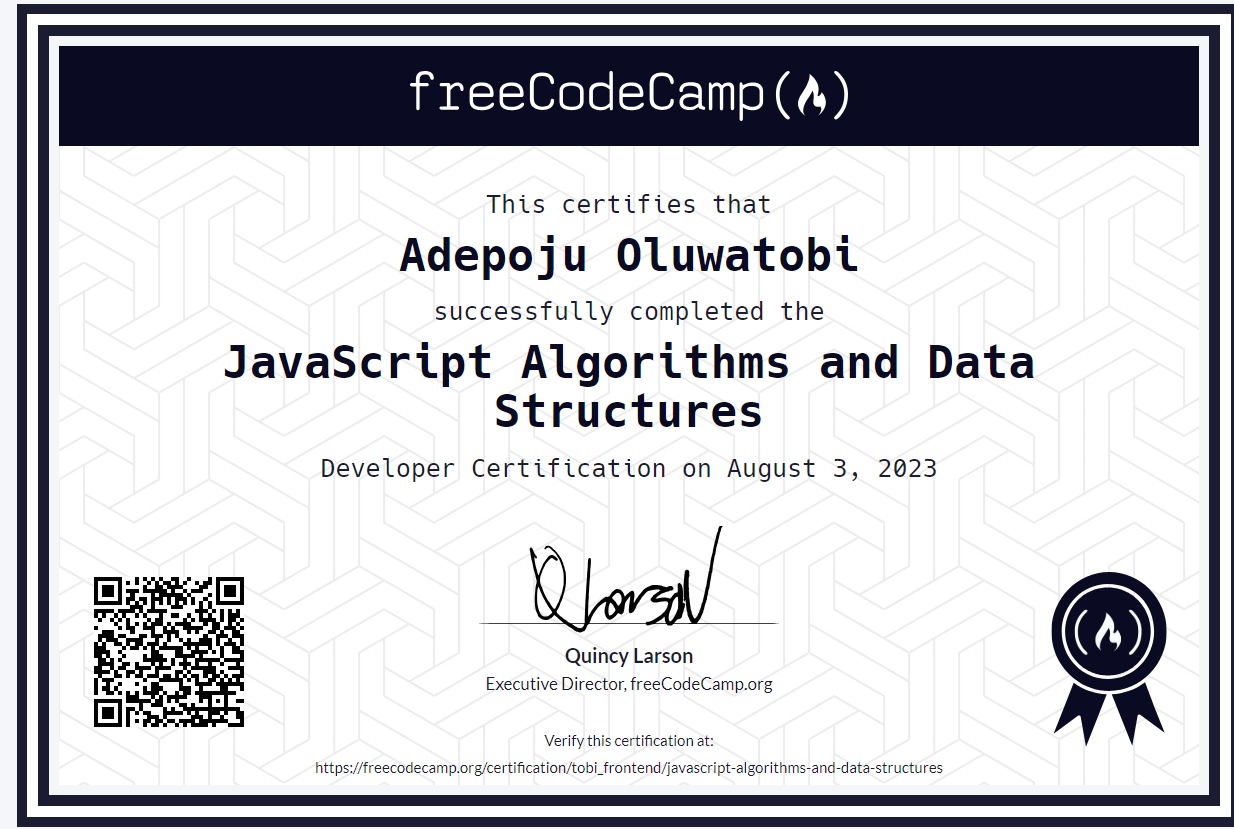 freeCodeCamp
This certifies that
Adepoju Oluwatobi
successfully completed the
JavaScript Algorithms and Data
Structures
Developer Certification on August 3, 2023
QLarson
Quincy Larson
Executive Director, freeCodeCamp.org
Verify this certification at:
https://freecodecamp.org/certification/tobi_frontend/javascript-algorithms-and-data-structures